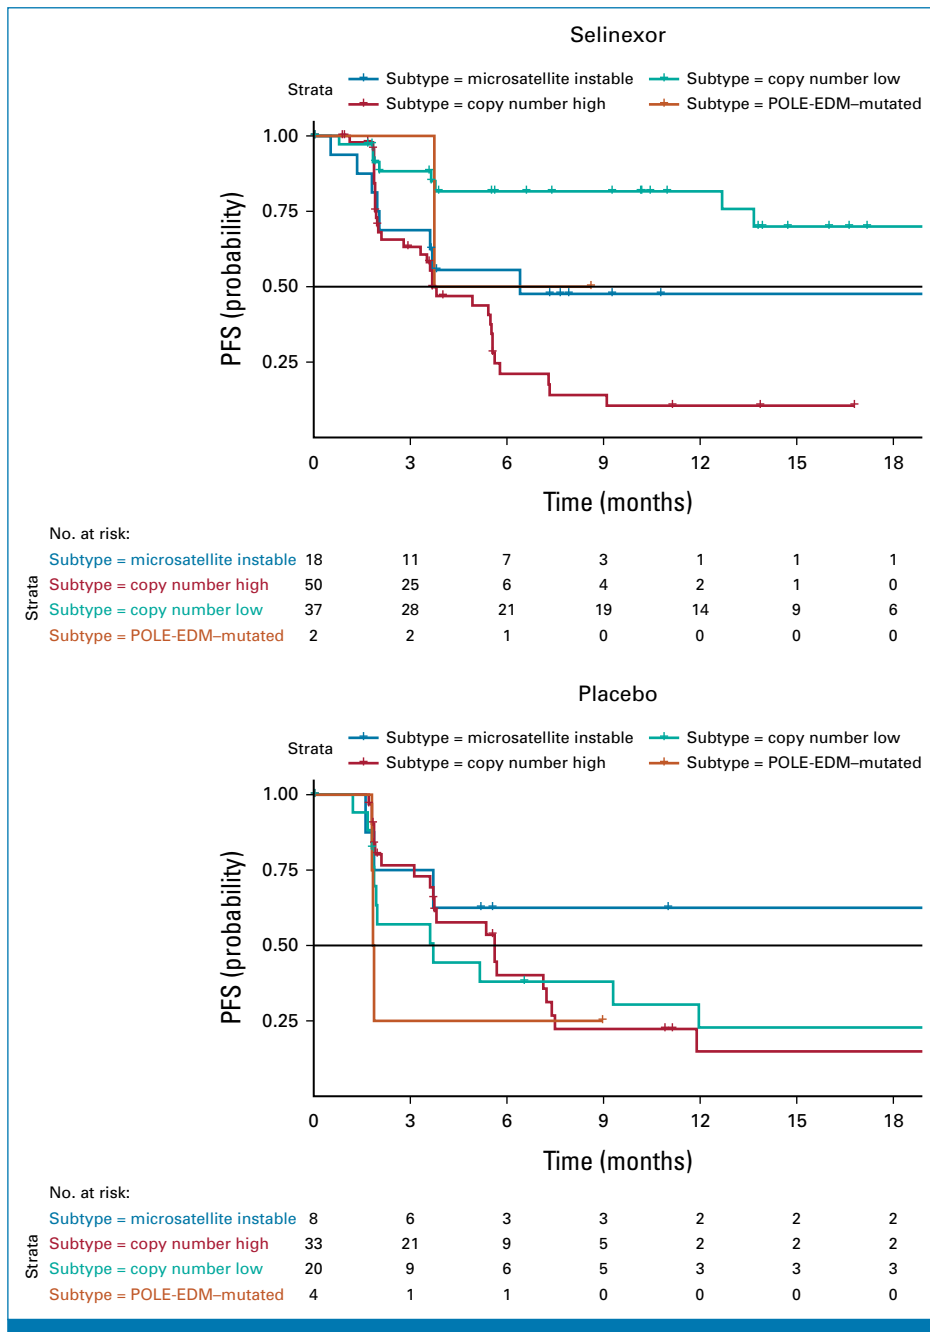 Selinexor
Strata
Subtype = microsatellite instable
Subtype = copy number low
Subtype = copy number high
Subtype = POLE-EDM–mutated
PFS (probability)
1.00
0.75
0.50
0.25
0 3 6 9 12 15 18
Time (months)
No. at risk:
Strata
Subtype = microsatellite instable 18 11 7 3 1 1 1
Subtype = copy number high 50 25 6 4 2 1 0
Subtype = copy number low 37 28 21 19 14 9 6
Subtype = POLE-EDM–mutated 2 2 1 0 0 0 0
Placebo
Strata
Subtype = microsatellite instable
Subtype = copy number low
Subtype = copy number high
Subtype = POLE-EDM–mutated
PFS (probability)
1.00
0.75
0.50
0.25
0 3 6 9 12 15 18
Time (months)
No. at risk:
Strata
Subtype = microsatellite instable 8 6 3 3 2 2 2
Subtype = copy number high 33 21 9 5 2 2 2
Subtype = copy number low 20 9 6 5 3 3 3
Subtype = POLE-EDM–mutated 4 1 1 0 0 0 0